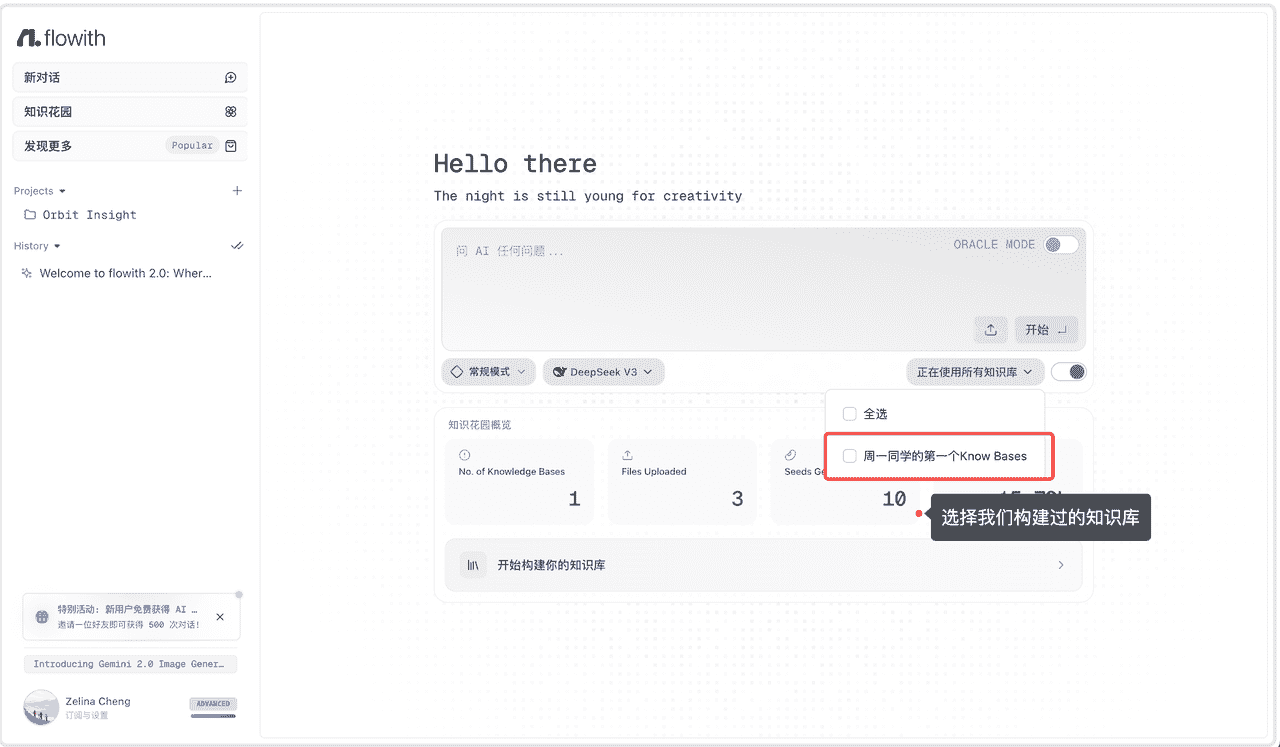 flowith
新对话
知识花园
发现更多
Popular
Projects
Orbit Insight
History
Welcome to flowith 2.0: Wher...
特别活动: 新用户免费获得 AI …
邀请一位好友即可获得 500 次对话!
Introducing Gemini 2.0 Image Gener…
Zelina Cheng
订阅与设置
ADVANCED
Hello there
The night is still young for creativity
问 AI 任何问题 ...
ORACLE MODE
开始
常规模式
DeepSeek V3
正在使用所有知识库
全选
周一同学的第一个Know Bases
知识花园概览
No. of Knowledge Bases
1
Files Uploaded
3
Seeds
10
选择我们构建过的知识库
开始构建你的知识库